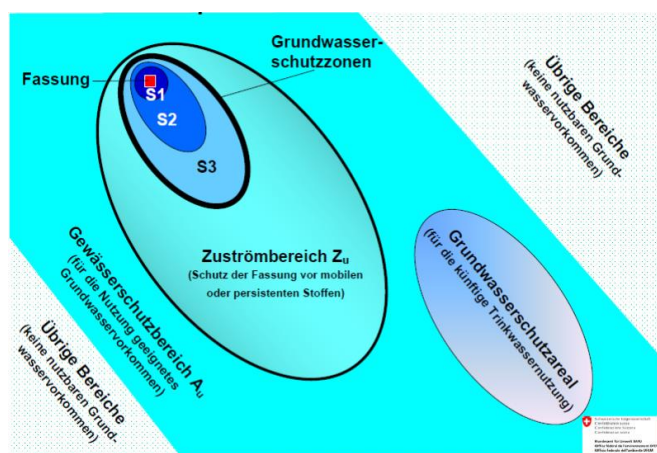 Grundwasser-
schutzzonen
Fassung
S1
S2
S3
Zuströmbereich Zu
(Schutz der Fassung vor mobilen
oder persistenten Stoffen)
Gewässerschutzbereich Au
(für die Nutzung geeignetes
Grundwasservorkommen)
Übrige Bereiche
(keine nutzbaren Grund-
wasservorkommen)
Grundwasserschutzareal
(für die künftige Trinkwassernutzung)
Übrige Bereiche
(keine nutzbaren Grund-
wasservorkommen)